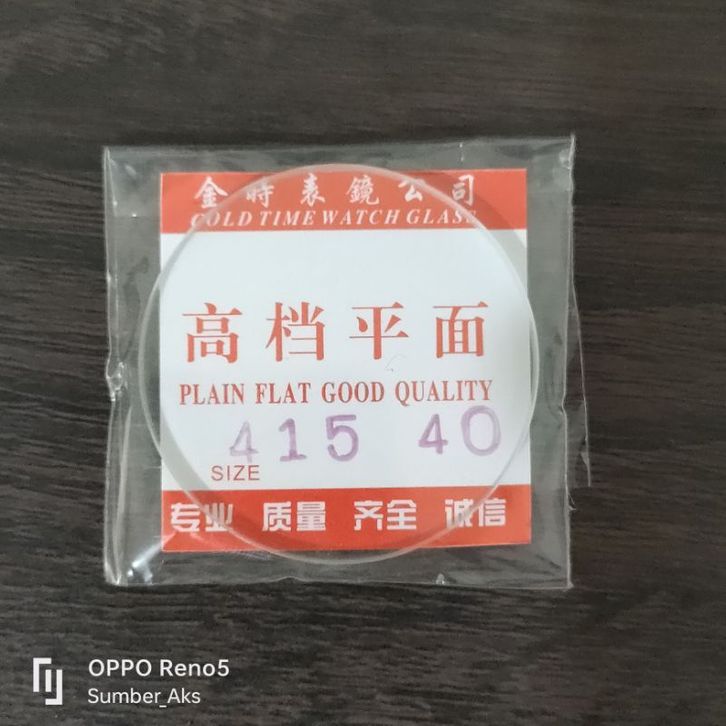 金時表鏡公司
GOLD TIME WATCH GLASS
高档平面
PLAIN FLAT GOOD QUALITY
415 40
SIZE
专业 质量 齐全 诚信
OPPO Reno5
Sumber_Aks